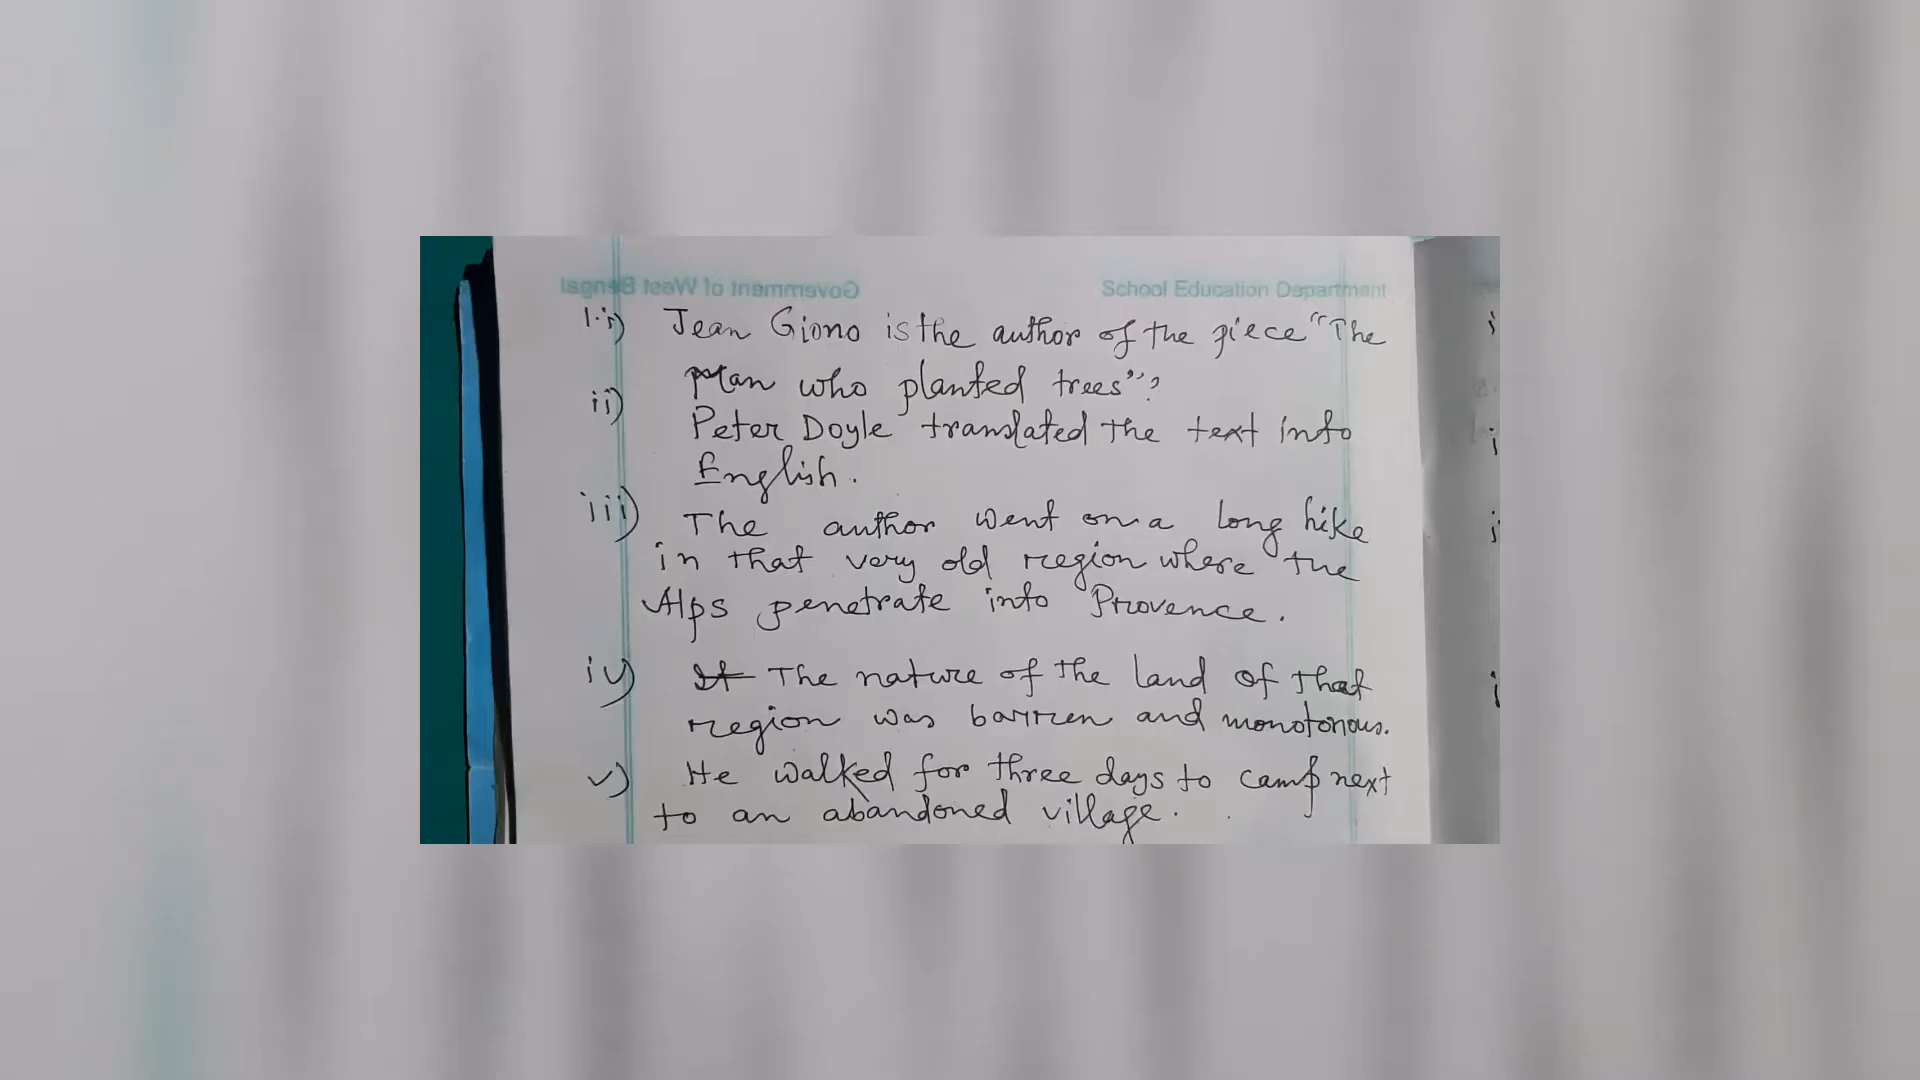 Government of West Bengal School Education Department
1.i) Jean Giono is the author of the piece "The
Man who planted trees"?
ii) Peter Doyle translated the text into
English.
iii) The author went on a long hike
in that very old region where the
Alps penetrate into Provence.
iv) It The nature of the land of that
region was barren and monotonous.
v) He walked for three days to camp next
to an abandoned village.